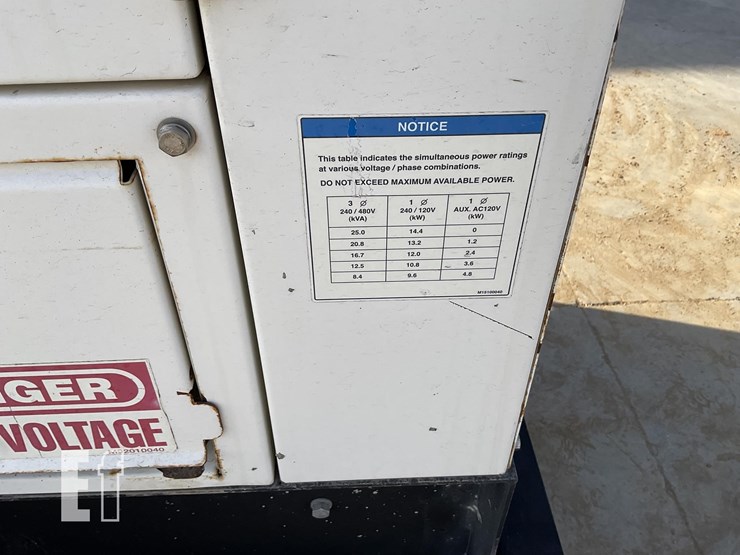 NOTICE
This table indicates the simultaneous power ratings
at various voltage / phase combinations.
DO NOT EXCEED MAXIMUM AVAILABLE POWER.
3 Ø 1 Ø 1 Ø
240 / 480V 240 / 120V AUX. AC120V
(kVA) (kW) (kW)
25.0 14.4 0
20.8 13.2 1.2
16.7 12.0 2.4
12.5 10.8 3.6
8.4 9.6 4.8
M15100040
NGER
VOLTAGE